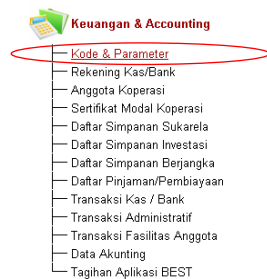 Keuangan & Accounting
Kode & Parameter
Rekening Kas/Bank
Anggota Koperasi
Sertifikat Modal Koperasi
Daftar Simpanan Sukarela
Daftar Simpanan Investasi
Daftar Simpanan Berjangka
Daftar Pinjaman/Pembiayaan
Transaksi Kas / Bank
Transaksi Administratif
Transaksi Fasilitas Anggota
Data Akunting
Tagihan Aplikasi BEST